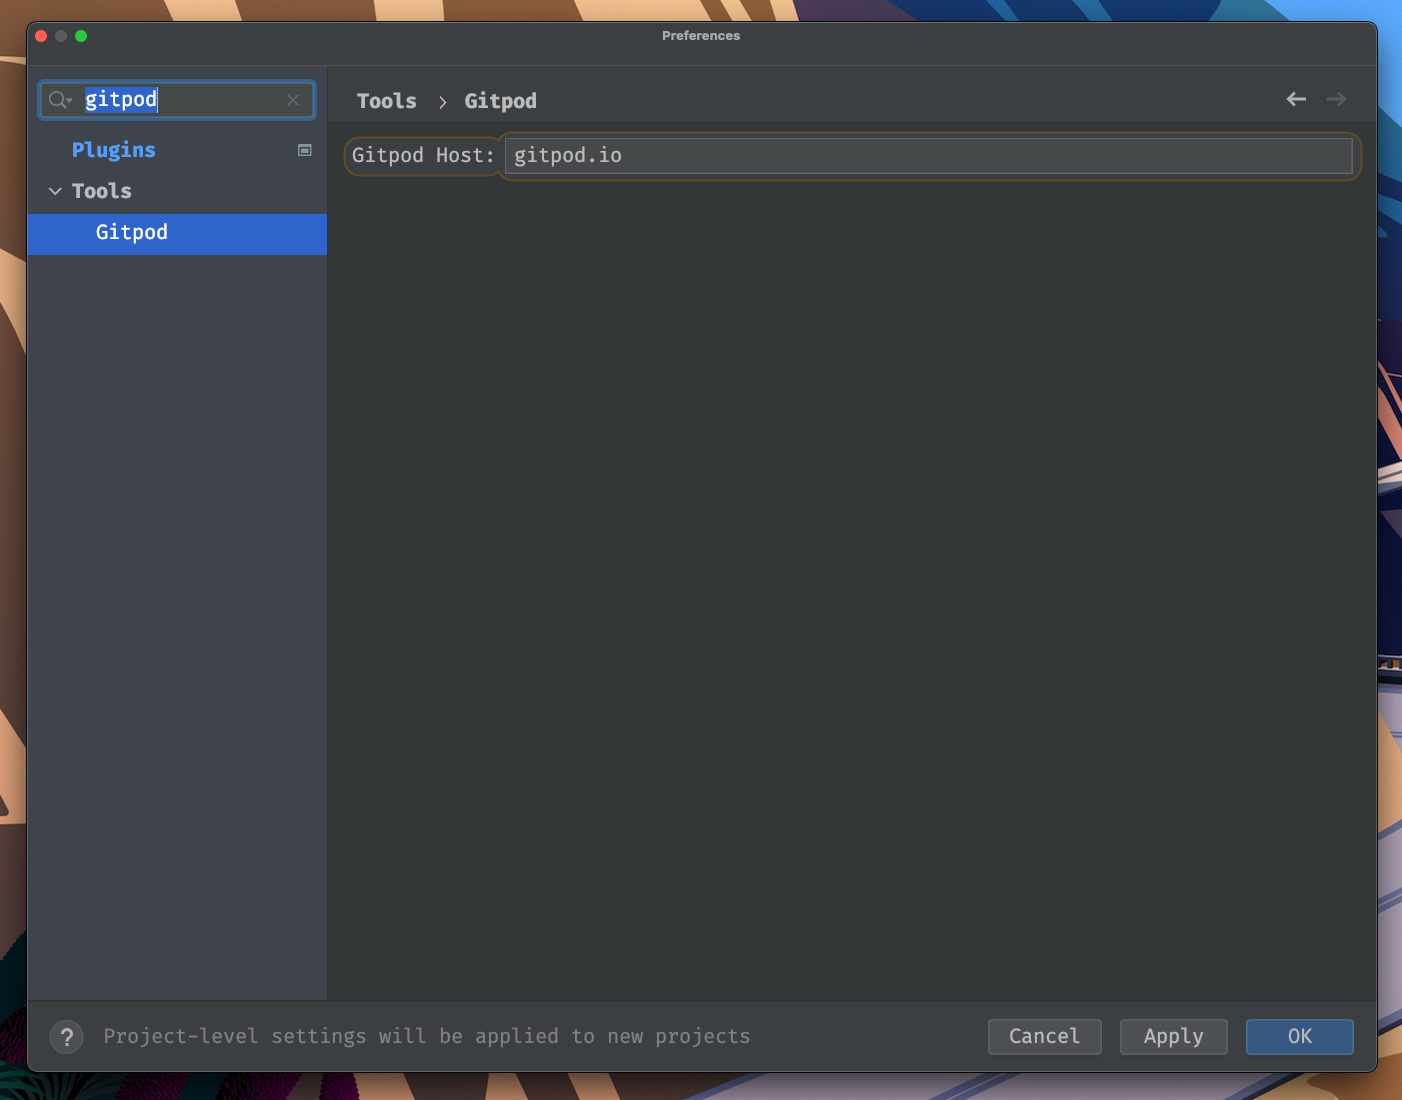 Preferences
gitpod
Plugins
Tools
Gitpod
Tools › Gitpod
Gitpod Host: gitpod.io
? Project-level settings will be applied to new projects
Cancel Apply OK